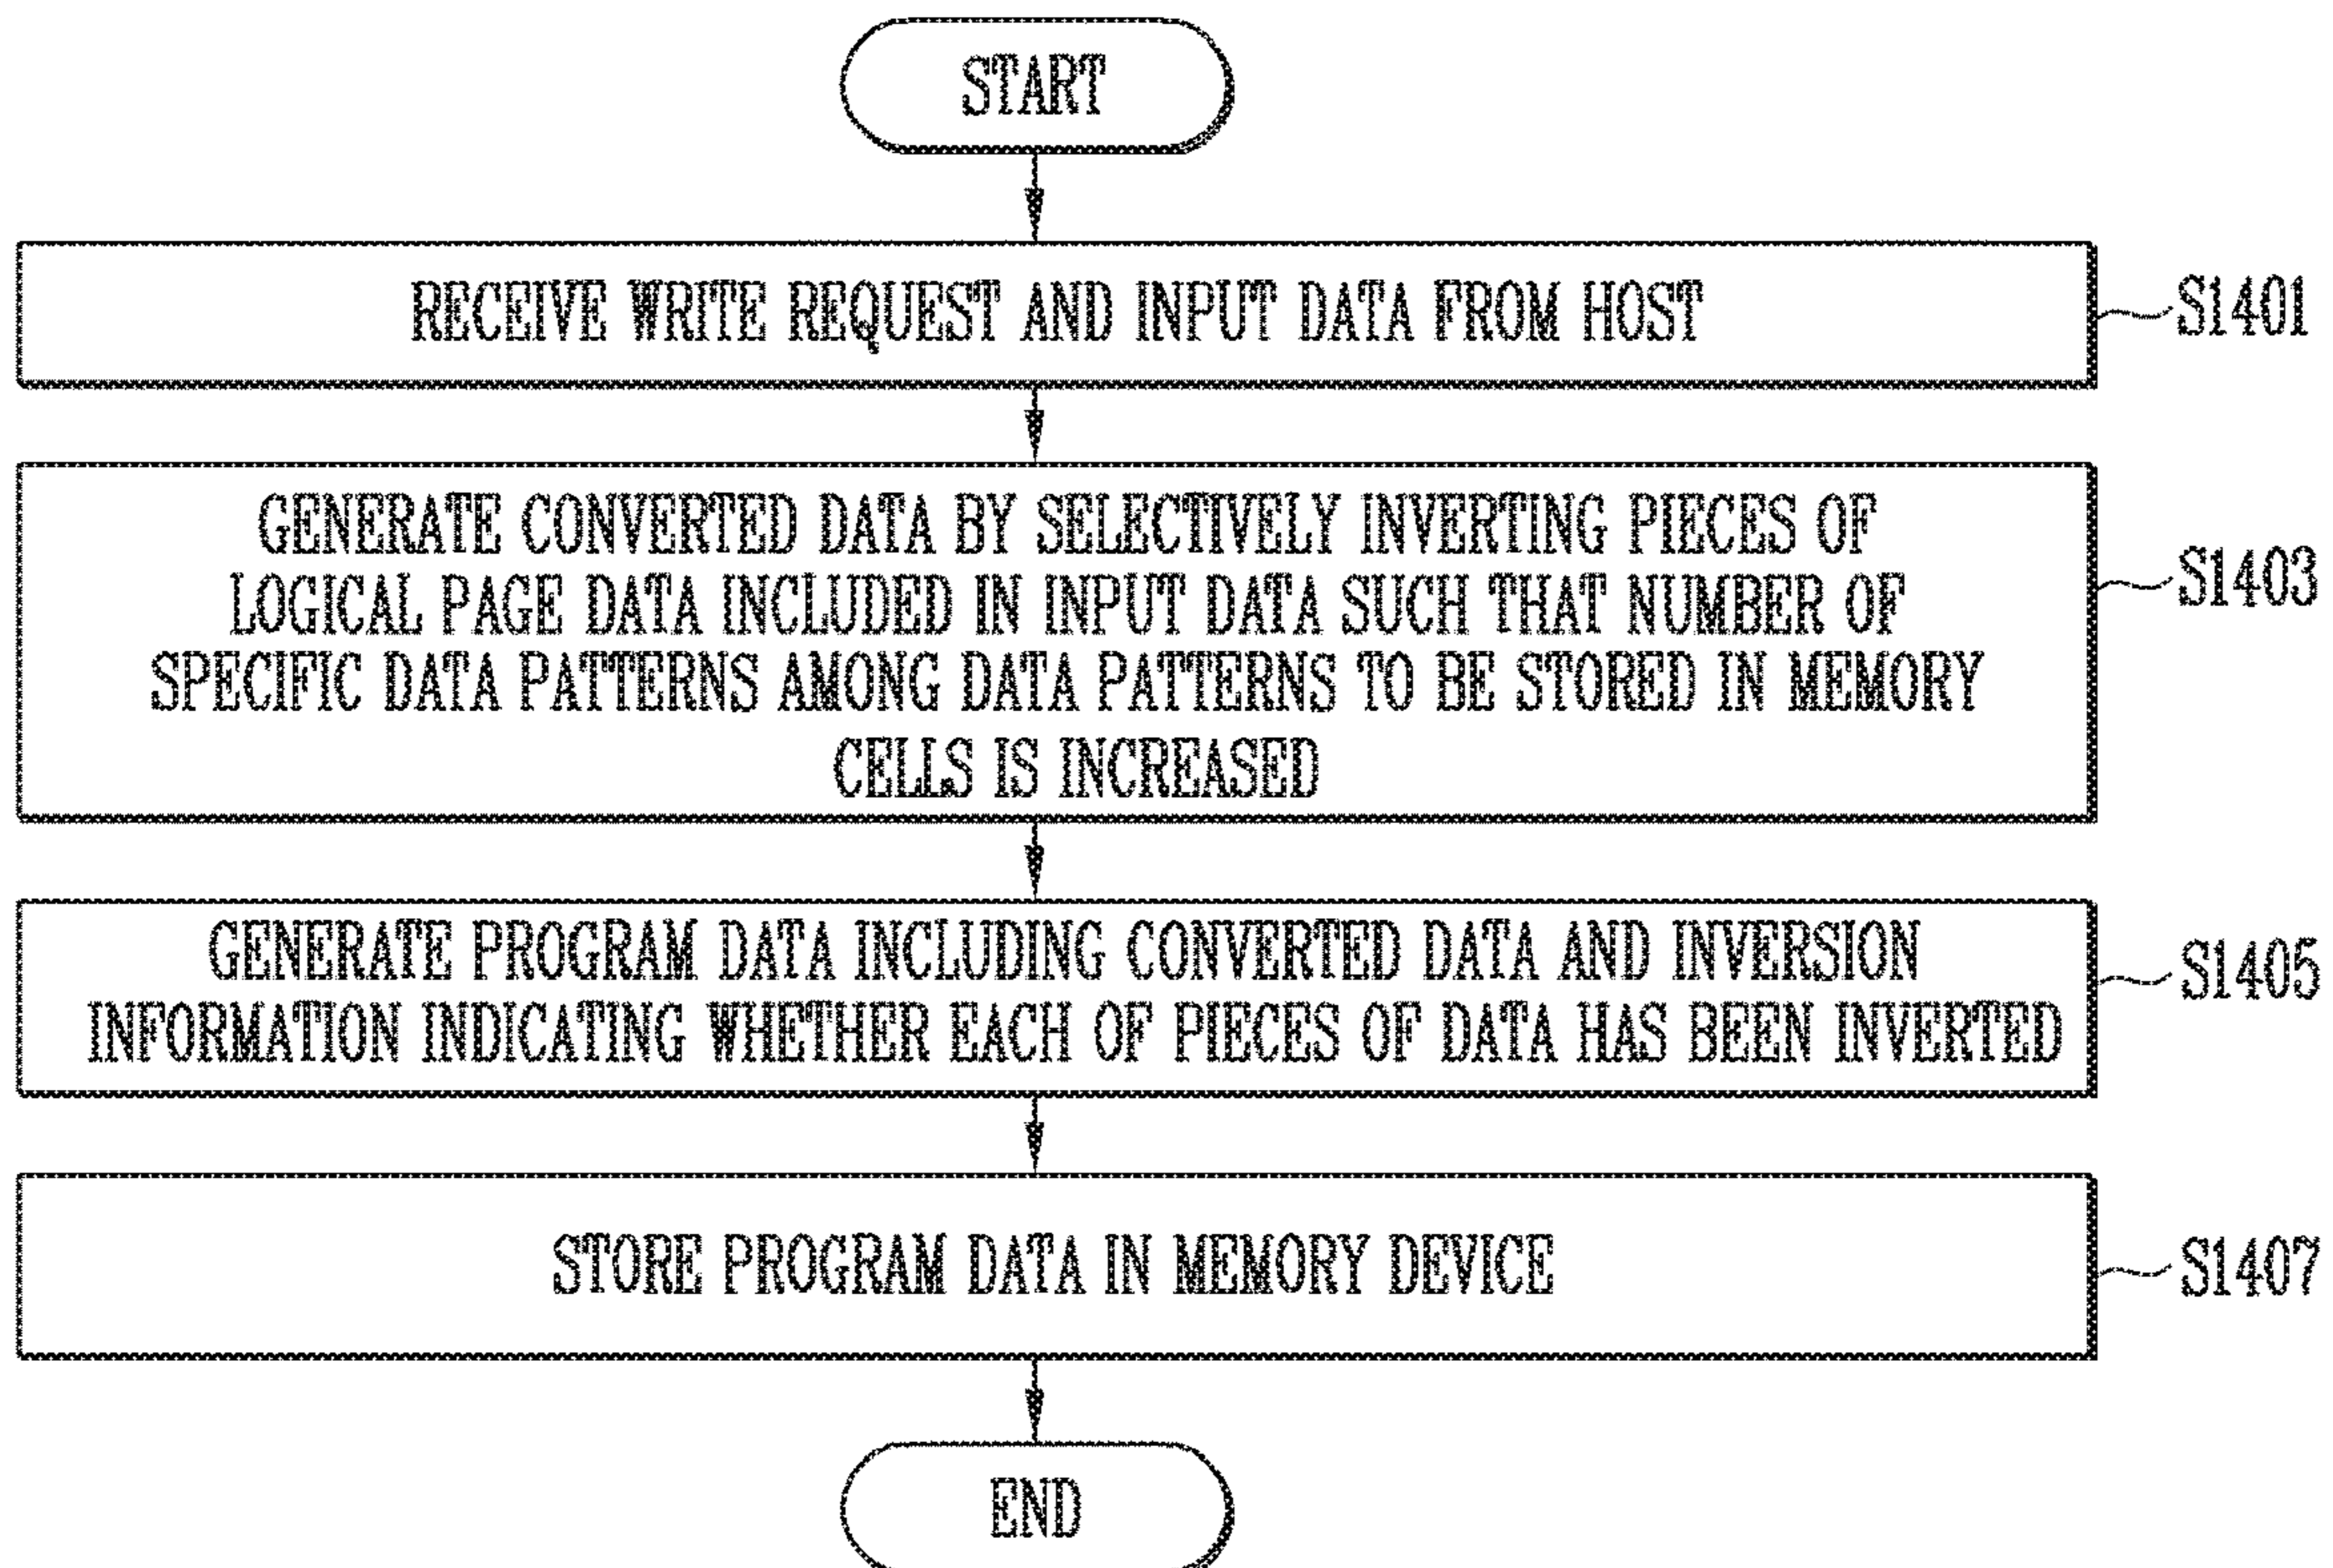 START
RECEIVE WRITE REQUEST AND INPUT DATA FROM HOST
S1401
GENERATE CONVERTED DATA BY SELECTIVELY INVERTING PIECES OF
LOGICAL PAGE DATA INCLUDED IN INPUT DATA SUCH THAT NUMBER OF
SPECIFIC DATA PATTERNS AMONG DATA PATTERNS TO BE STORED IN MEMORY
CELLS IS INCREASED
S1403
GENERATE PROGRAM DATA INCLUDING CONVERTED DATA AND INVERSION
INFORMATION INDICATING WHETHER EACH OF PIECES OF DATA HAS BEEN INVERTED
S1405
STORE PROGRAM DATA IN MEMORY DEVICE
S1407
END